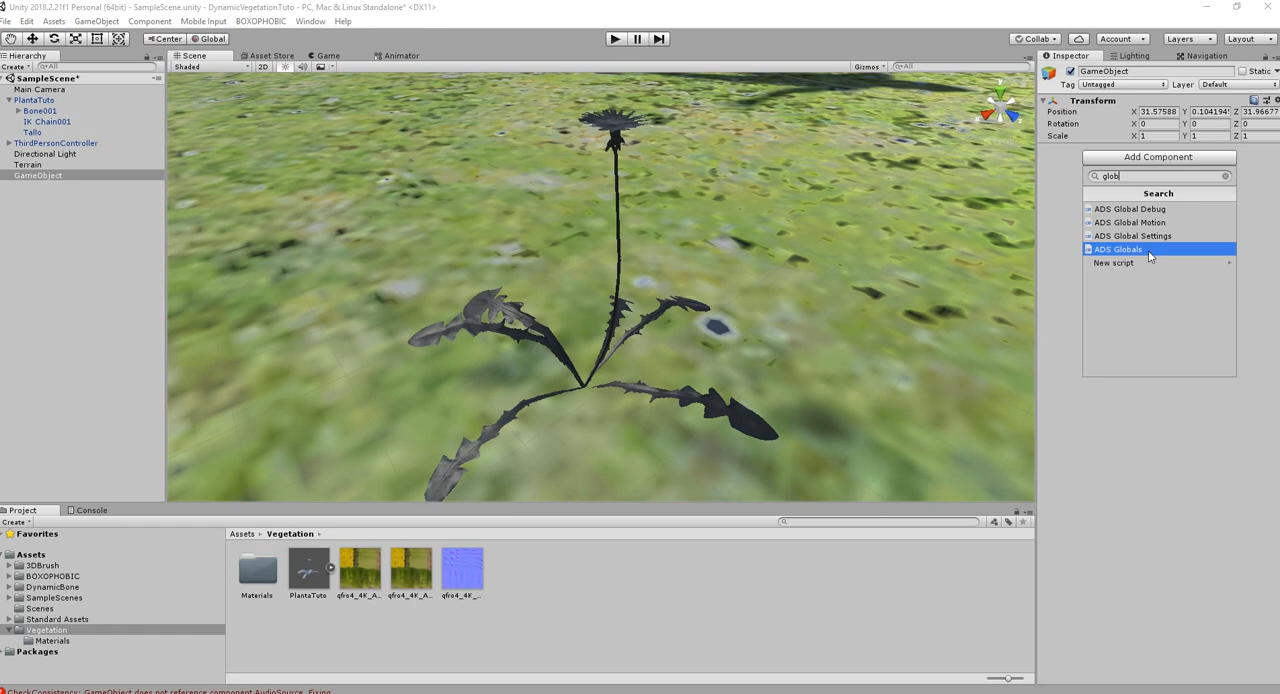 Unity 2018.2.21f1 Personal (64bit) - SampleScene.unity - DynamicVegetationTuto - PC, Mac & Linux Standalone* <DX11>
File Edit Assets GameObject Component Mobile Input BOXOPHOBIC Window Help
Center Global Collab Account Layers Layout
Hierarchy Scene Asset Store Game Animator Inspector Lighting Navigation
Create All Shaded 2D Gizmos All
SampleScene*
Main Camera
PlantaTuto
Bone001
IK Chain001
Tallo
ThirdPersonController
Directional Light
Terrain
GameObject
GameObject Static
Tag Untagged Layer Default
Transform
Position X 31.57588 Y 0.104194 Z 31.96677
Rotation X 0 Y 0 Z 0
Scale X 1 Y 1 Z 1
Add Component
glob
Search
ADS Global Debug
ADS Global Motion
ADS Global Settings
ADS Globals
New script
Project Console
Create
Favorites
Assets
3DBrush
BOXOPHOBIC
DynamicBone
SampleScenes
Scenes
Standard Assets
Vegetation
Materials
Packages
Assets Vegetation
Materials PlantaTuto qfro4_4K_A... qfro4_4K_A... qfro4_4K_...
CheckConsistency: GameObject does not reference component AudioSource. Fixing.